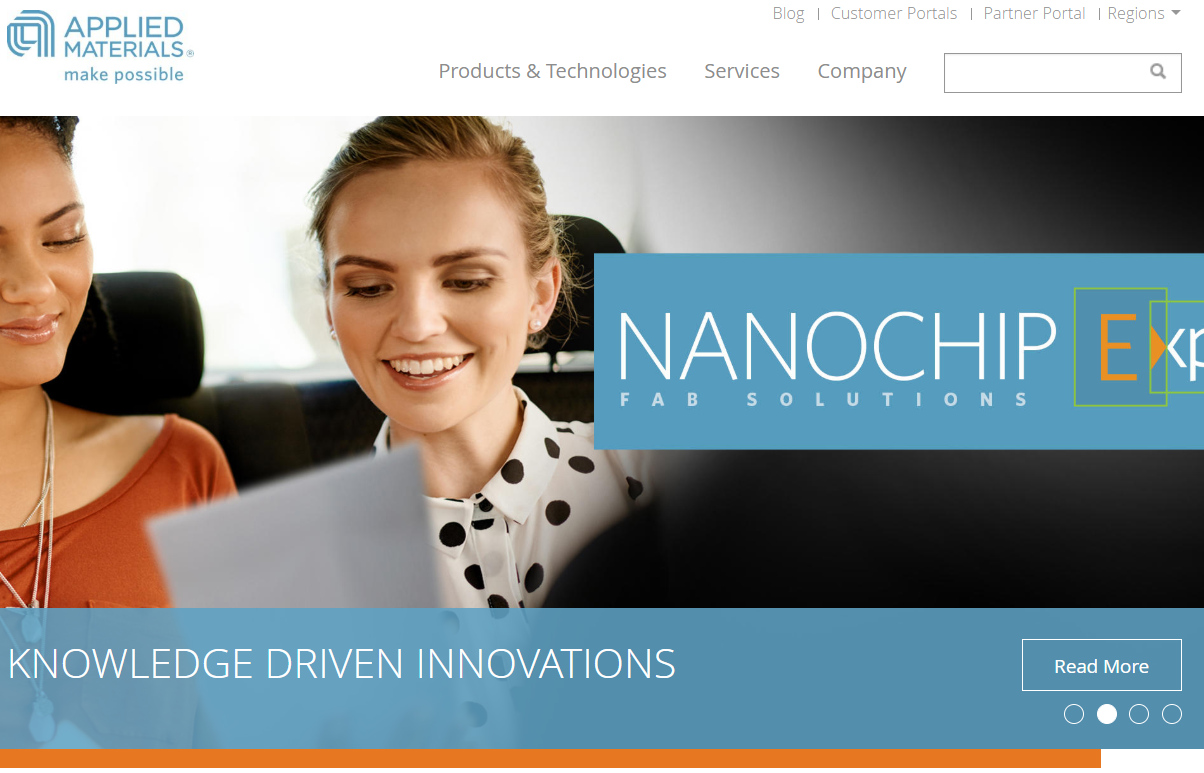 APPLIED
MATERIALS®
make possible
Blog | Customer Portals | Partner Portal | Regions
Products & Technologies Services Company
NANOCHIP Exp
FAB SOLUTIONS
KNOWLEDGE DRIVEN INNOVATIONS
Read More